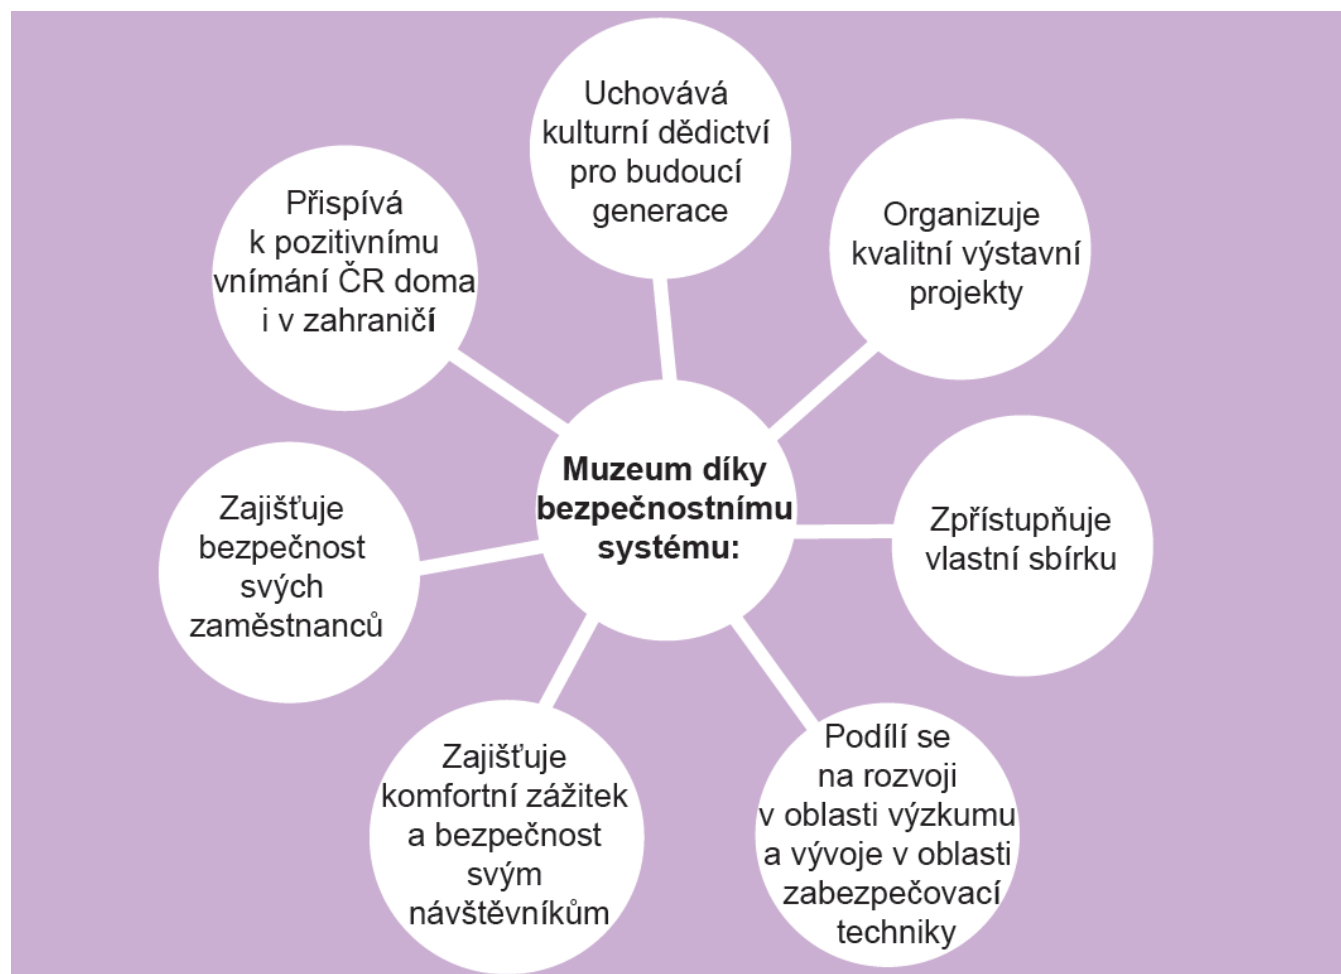 Uchovává
kulturní dědictví
pro budoucí
generace
Organizuje
kvalitní výstavní
projekty
Zpřístupňuje
vlastní sbírku
Podílí se
na rozvoji
v oblasti výzkumu
a vývoje v oblasti
zabezpečovací
techniky
Zajišťuje
komfortní zážitek
a bezpečnost
svým
návštěvníkům
Zajišťuje
bezpečnost
svých
zaměstnanců
Přispívá
k pozitivnímu
vnímání ČR doma
i v zahraničí
Muzeum díky
bezpečnostnímu
systému: